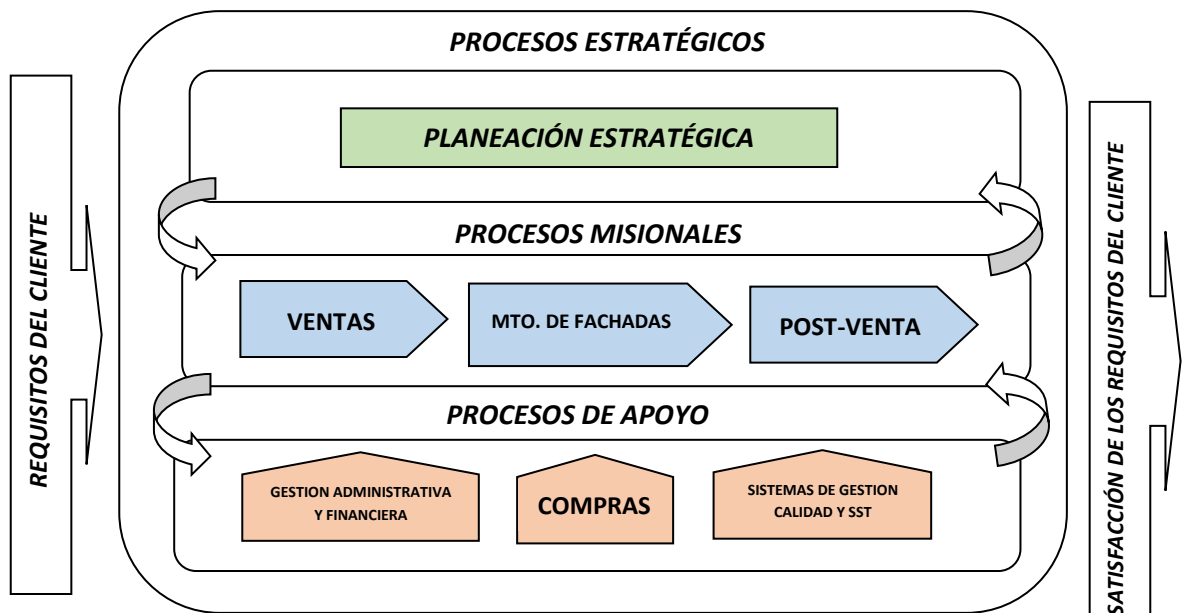 PROCESOS ESTRATÉGICOS
PLANEACIÓN ESTRATÉGICA
REQUISITOS DEL CLIENTE
PROCESOS MISIONALES
VENTAS
MTO. DE FACHADAS
POST-VENTA
PROCESOS DE APOYO
GESTION ADMINISTRATIVA
Y FINANCIERA
COMPRAS
SISTEMAS DE GESTION
CALIDAD Y SST
SATISFACCIÓN DE LOS REQUISITOS DEL CLIENTE